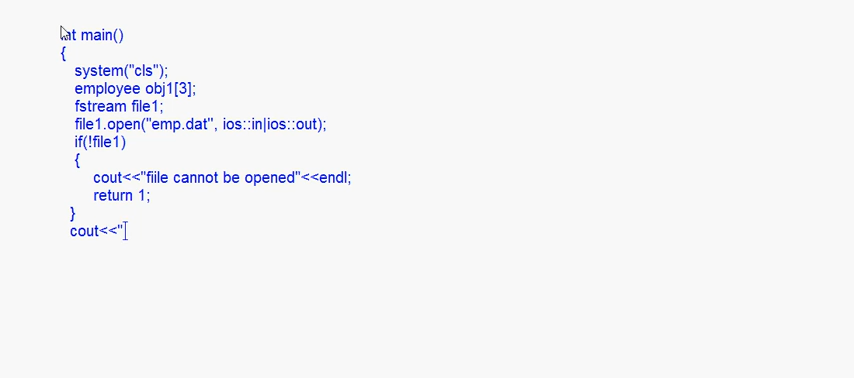 int main()
{
system("cls");
employee obj1[3];
fstream file1;
file1.open("emp.dat", ios::in|ios::out);
if(!file1)
{
cout<<"fiile cannot be opened"<<endl;
return 1;
}
cout<<"